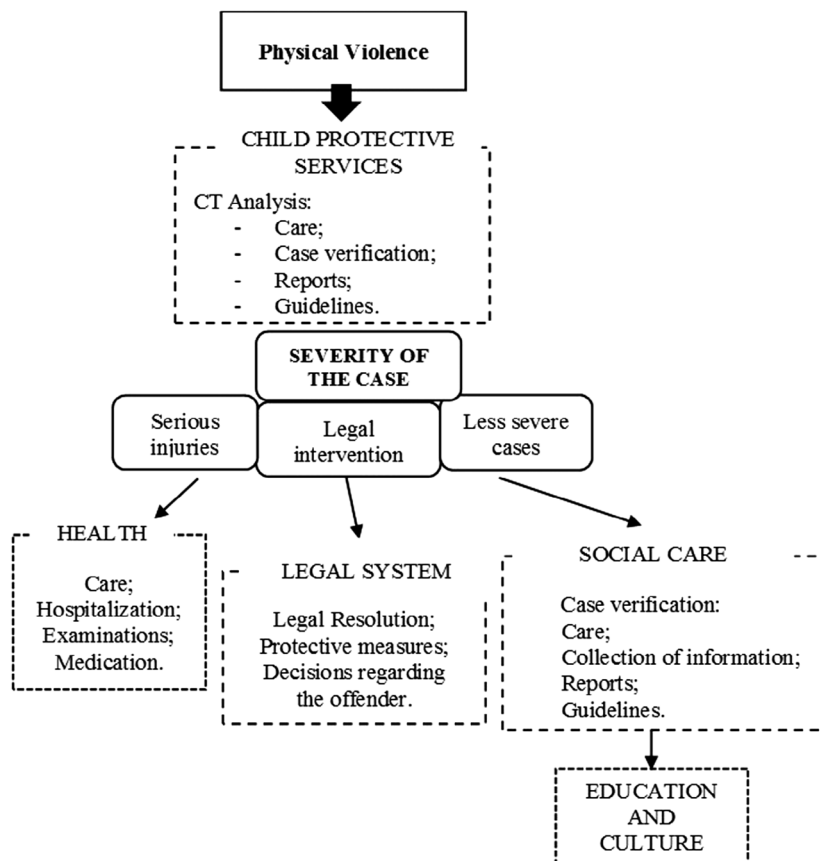 Physical Violence
CHILD PROTECTIVE
SERVICES
CT Analysis:
- Care;
- Case verification;
- Reports;
- Guidelines.
SEVERITY OF
THE CASE
Serious
injuries
Legal
intervention
Less severe
cases
HEALTH
Care;
Hospitalization;
Examinations;
Medication.
LEGAL SYSTEM
Legal Resolution;
Protective measures;
Decisions regarding
the offender.
SOCIAL CARE
Case verification:
Care;
Collection of information;
Reports;
Guidelines.
EDUCATION
AND
CULTURE